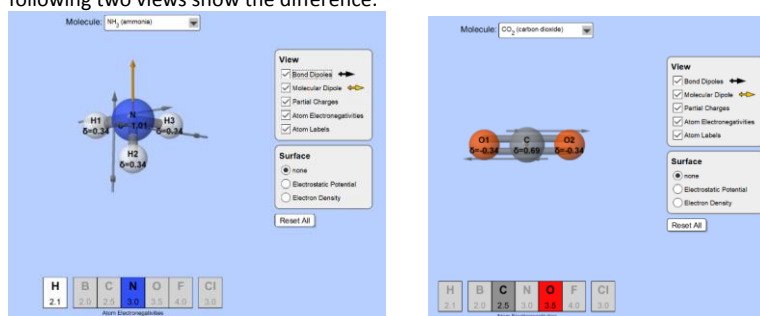 following two views show the difference.
Molecule: NH3 (ammonia)
View
Bond Dipoles
Molecular Dipole
Partial Charges
Atom Electronegativities
Atom Labels
Surface
none
Electrostatic Potential
Electron Density
Reset All
N
δ=-1.01
H1
δ=0.34
H3
δ=0.34
H2
δ=0.34
H B C N O F Cl
2.1 2.0 2.5 3.0 3.5 4.0 3.0
Atom Electronegativities
Molecule: CO2 (carbon dioxide)
View
Bond Dipoles
Molecular Dipole
Partial Charges
Atom Electronegativities
Atom Labels
Surface
none
Electrostatic Potential
Electron Density
Reset All
O1 C O2
δ=-0.34 δ=0.69 δ=-0.34
H B C N O F Cl
2.1 2.0 2.5 3.0 3.5 4.0 3.0
Atom Electronegativities